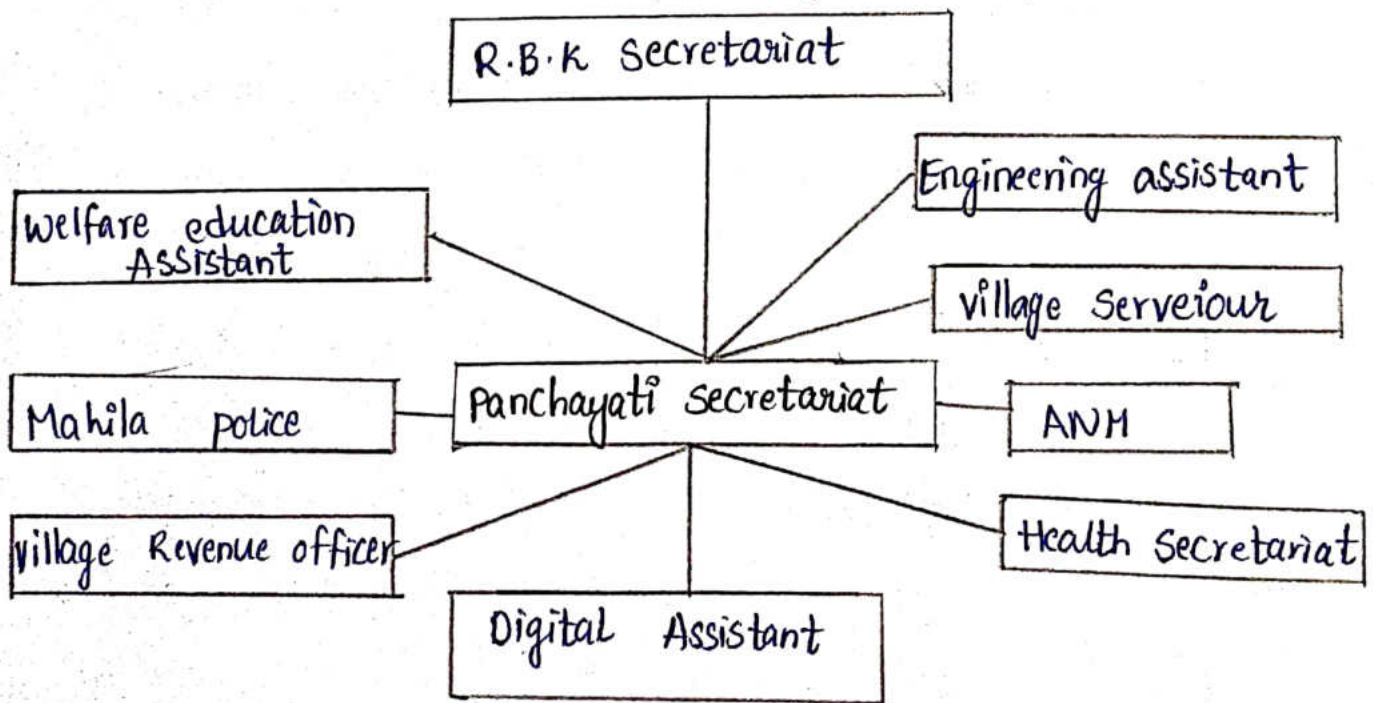 R.B.K Secretariat
Engineering assistant
welfare education
Assistant
village Serveiour
Mahila police
panchayati secretariat
ANM
village Revenue officer
Health secretariat
Digital Assistant